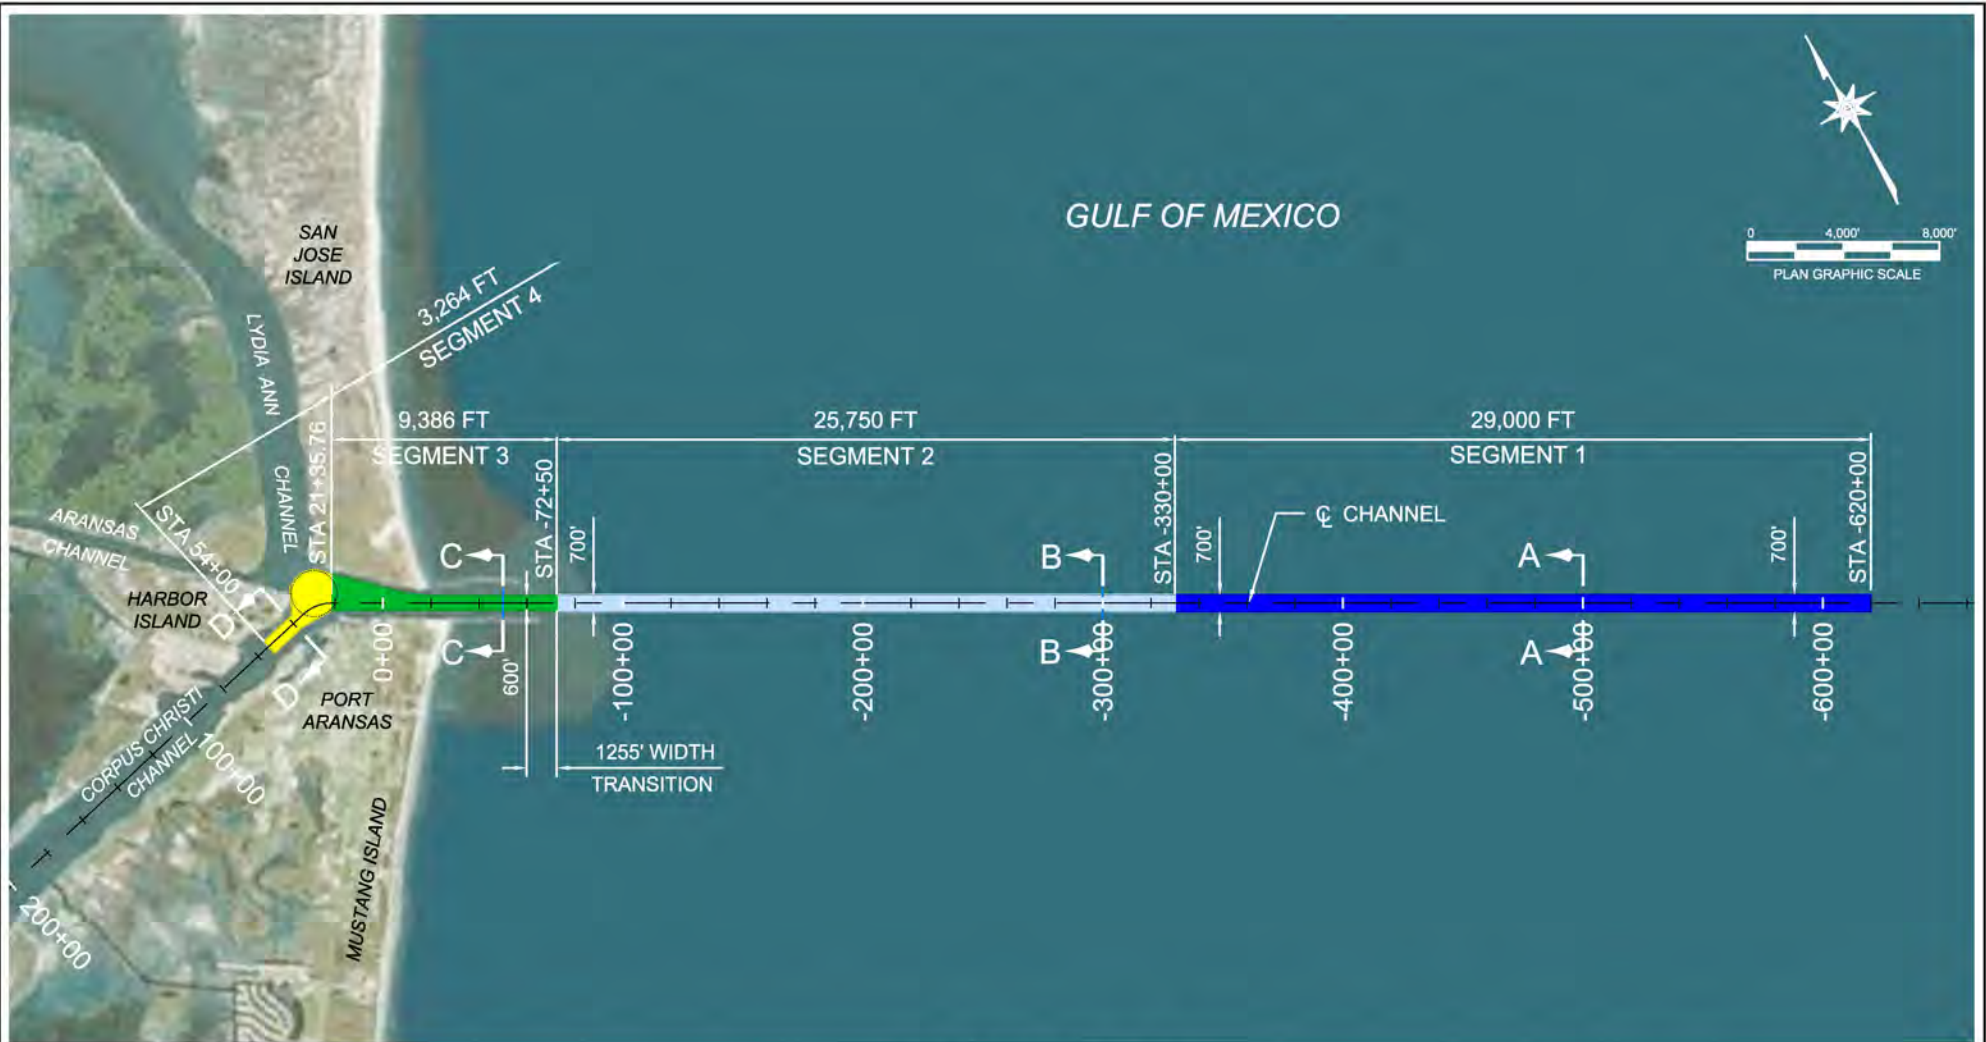 GULF OF MEXICO
0 4,000' 8,000'
PLAN GRAPHIC SCALE
SAN
JOSE
ISLAND
3,264 FT
SEGMENT 4
LYDIA ANN
CHANNEL
9,386 FT
SEGMENT 3
25,750 FT
SEGMENT 2
29,000 FT
SEGMENT 1
STA 21+35.76
STA -72+50
STA -330+00
STA -620+00
ARANSAS
CHANNEL
STA 54+00
HARBOR
ISLAND
D
D
C
C
B
B
A
A
700'
700'
700'
600'
℄ CHANNEL
0+00
-100+00
-200+00
-300+00
-400+00
-500+00
-600+00
PORT
ARANSAS
1255' WIDTH
TRANSITION
CORPUS CHRISTI
CHANNEL
100+00
200+00
MUSTANG ISLAND